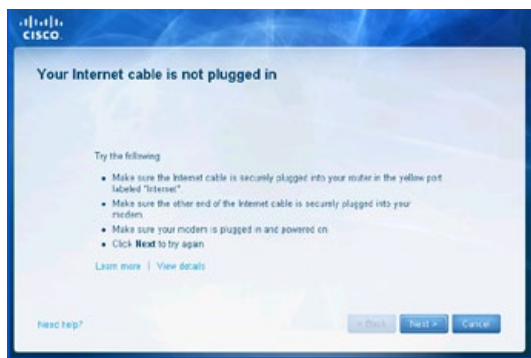 CISCO
Your Internet cable is not plugged in
Try the following
Make sure the Internet cable is securely plugged into your router in the yellow port
labeled "Internet".
Make sure the other end of the Internet cable is securely plugged into your
modem
Make sure your modem is plugged in and powered on
Click Next to try again
Learn more | View details
Need help?
< Back
Next >
Cancel